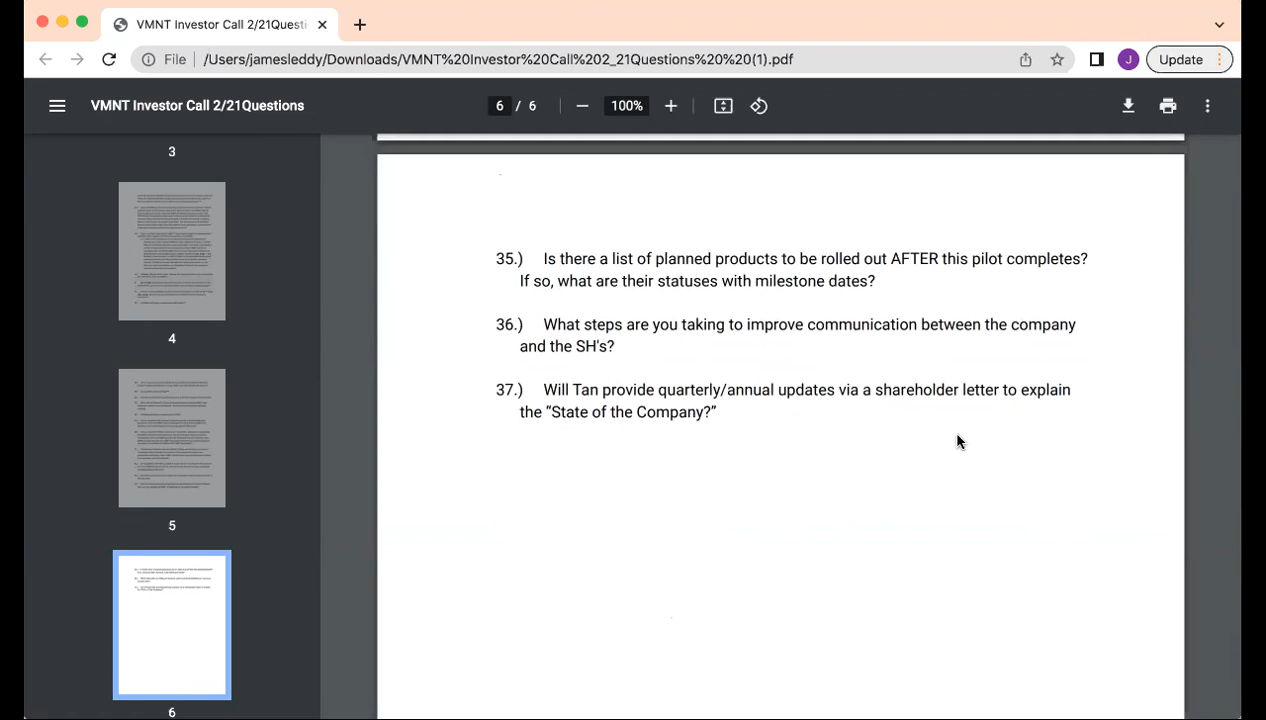 VMNT Investor Call 2/21Questi
File
/Users/jamesleddy/Downloads/VMNT%20Investor%20Call%202_21Questions%20%20(1).pdf
J
Update
VMNT Investor Call 2/21Questions
6 / 6
100%
3
4
5
6
35.) Is there a list of planned products to be rolled out AFTER this pilot completes?
If so, what are their statuses with milestone dates?
36.) What steps are you taking to improve communication between the company
and the SH's?
37.) Will Tan provide quarterly/annual updates via a shareholder letter to explain
the “State of the Company?”